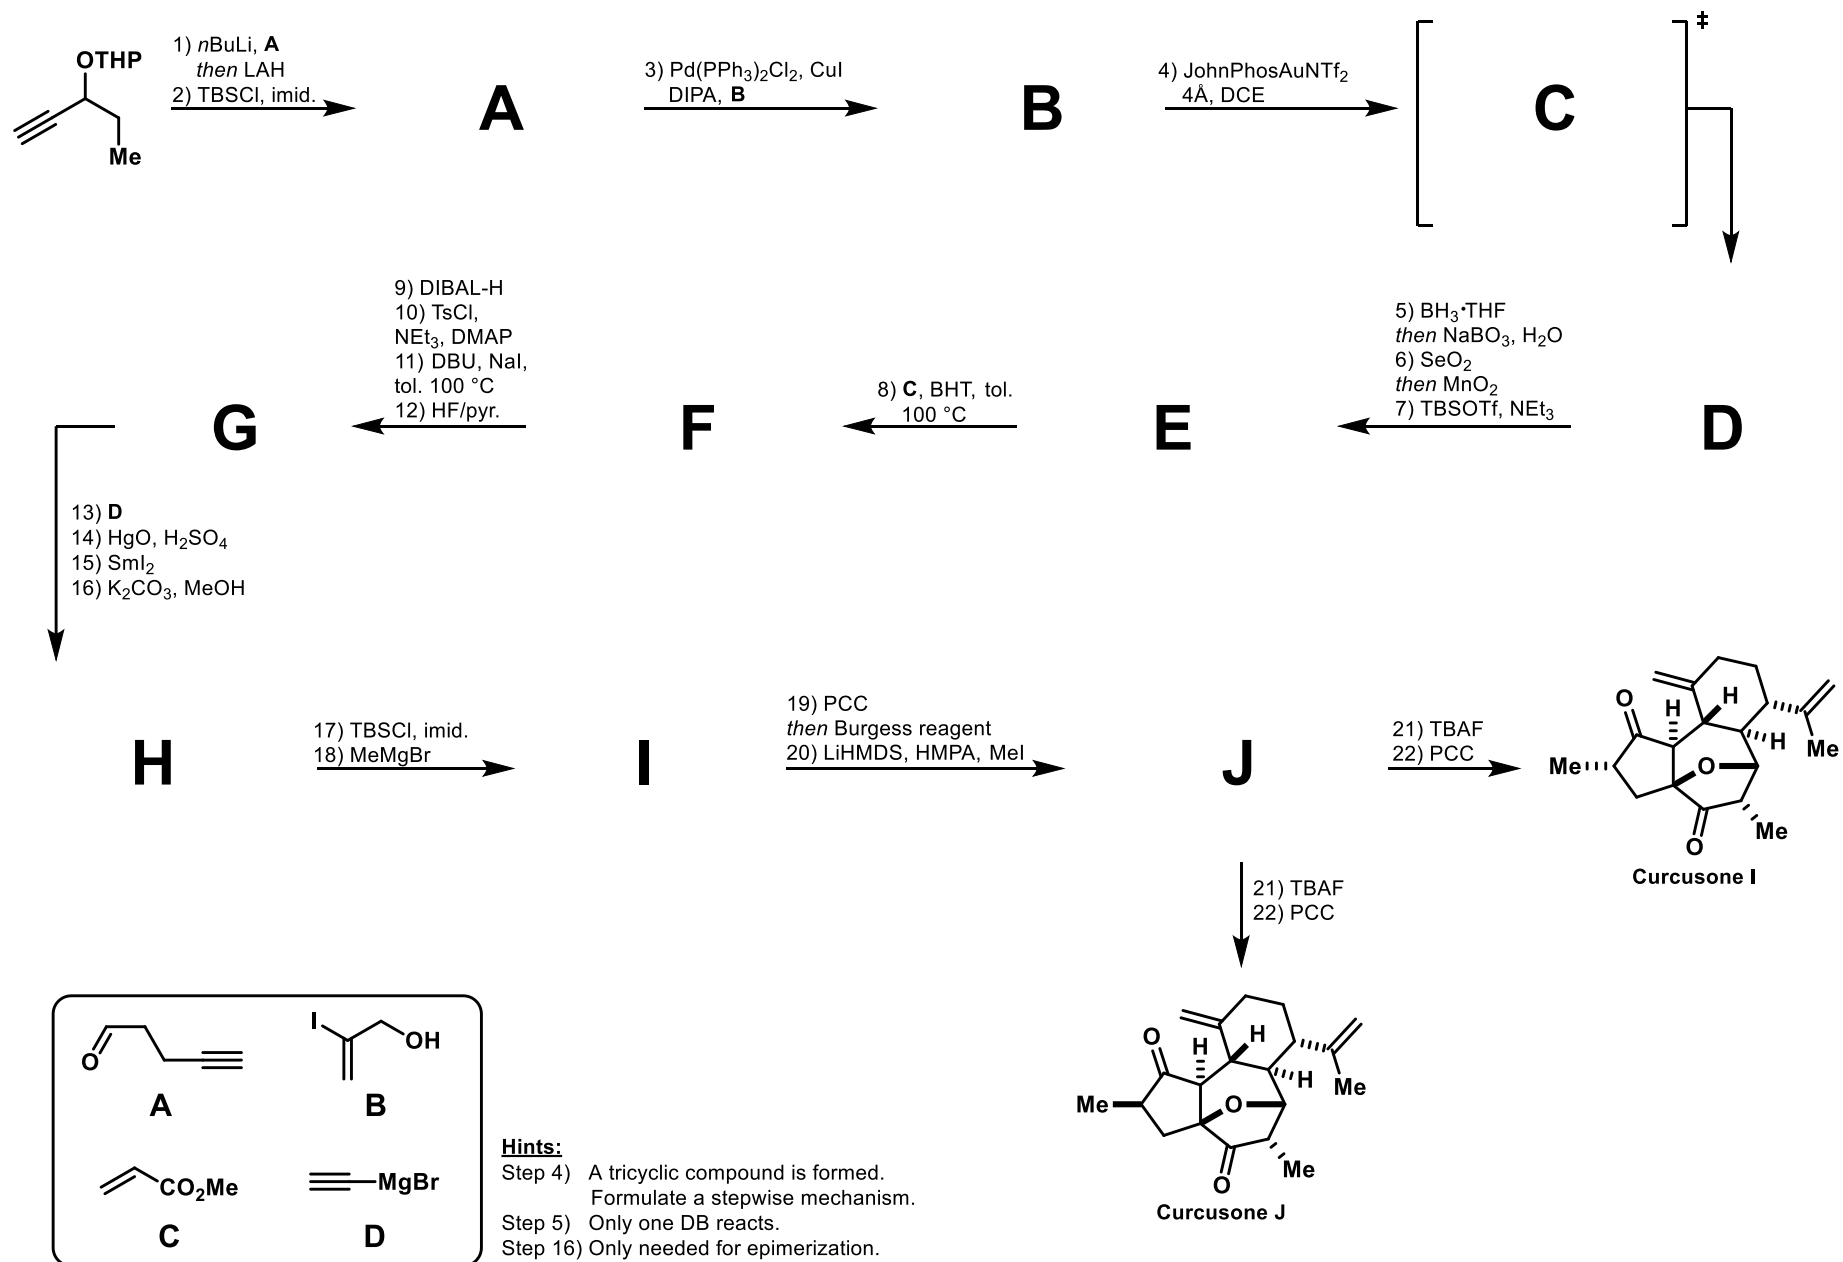 OTHP
Me
1) nBuLi, A
then LAH
2) TBSCl, imid.
A
3) Pd(PPh3)2Cl2, CuI
DIPA, B
B
4) JohnPhosAuNTf2
4Å, DCE
C
‡
5) BH3•THF
then NaBO3, H2O
6) SeO2
then MnO2
7) TBSOTf, NEt3
D
E
8) C, BHT, tol.
100 °C
F
9) DIBAL-H
10) TsCl,
NEt3, DMAP
11) DBU, NaI,
tol. 100 °C
12) HF/pyr.
G
13) D
14) HgO, H2SO4
15) SmI2
16) K2CO3, MeOH
H
17) TBSCl, imid.
18) MeMgBr
I
19) PCC
then Burgess reagent
20) LiHMDS, HMPA, MeI
J
21) TBAF
22) PCC
O
H
H
H
Me
Me
O
Me
O
Curcusone I
21) TBAF
22) PCC
O
H
H
H
Me
Me
O
Me
O
Curcusone J
O
A
I
OH
B
CO2Me
C
MgBr
D
Hints:
Step 4) A tricyclic compound is formed.
Formulate a stepwise mechanism.
Step 5) Only one DB reacts.
Step 16) Only needed for epimerization.